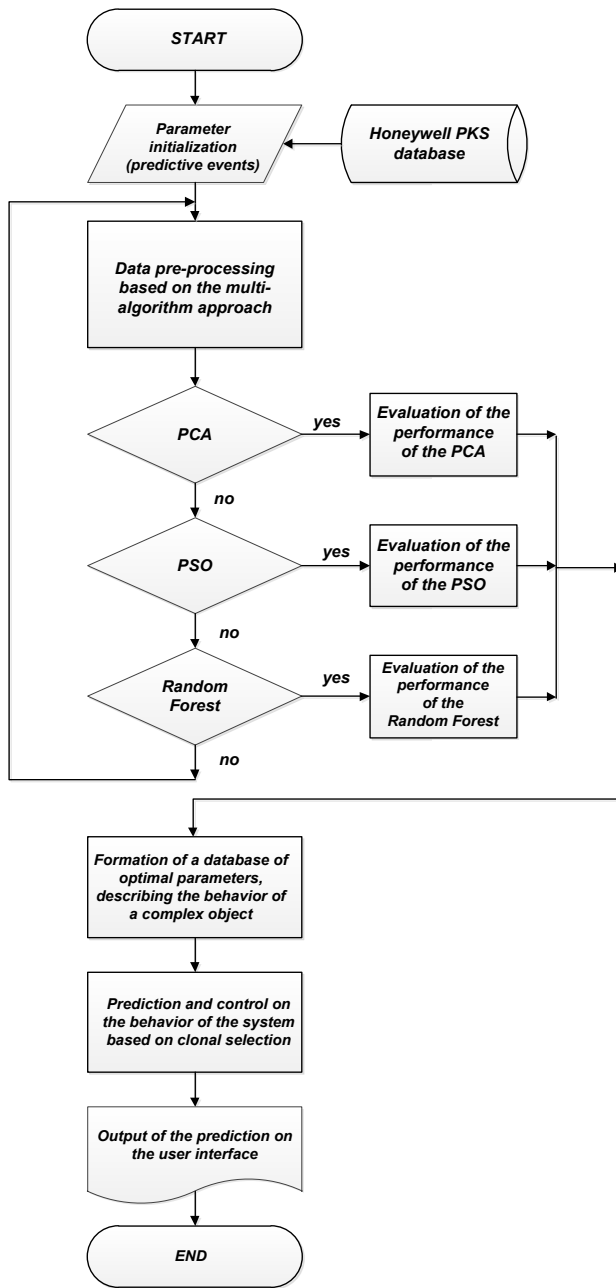 START
Parameter
initialization
(predictive events)
Honeywell PKS
database
Data pre-processing
based on the multi-
algorithm approach
PCA
yes
Evaluation of the
performance
of the PCA
no
PSO
yes
Evaluation of the
performance
of the PSO
no
Random
Forest
yes
Evaluation of the
performance
of the
Random Forest
no
Formation of a database of
optimal parameters,
describing the behavior of
a complex object
Prediction and control on
the behavior of the system
based on clonal selection
Output of the prediction on
the user interface
END